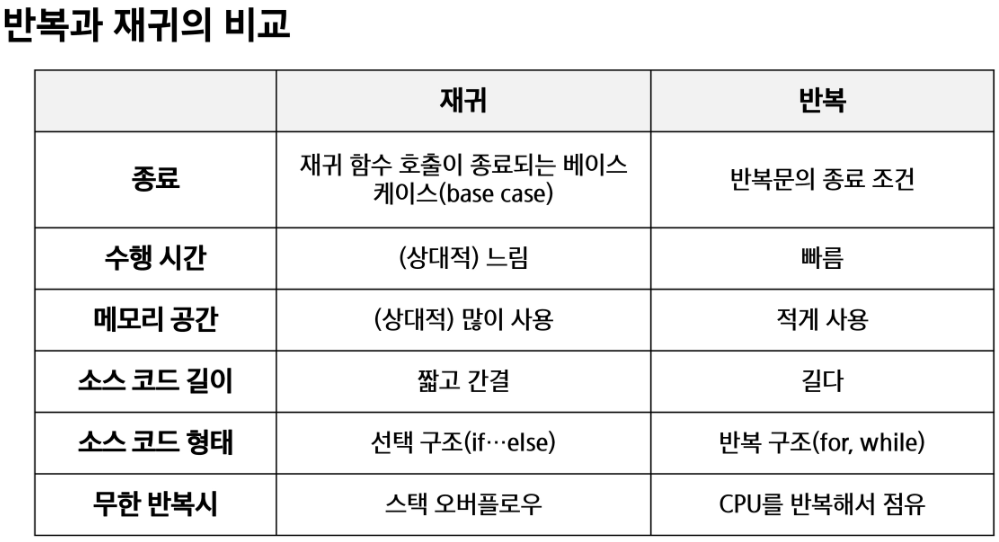 반복과 재귀의 비교
재귀 반복
종료 재귀 함수 호출이 종료되는 베이스
케이스(base case) 반복문의 종료 조건
수행 시간 (상대적) 느림 빠름
메모리 공간 (상대적) 많이 사용 적게 사용
소스 코드 길이 짧고 간결 길다
소스 코드 형태 선택 구조(if…else) 반복 구조(for, while)
무한 반복시 스택 오버플로우 CPU를 반복해서 점유